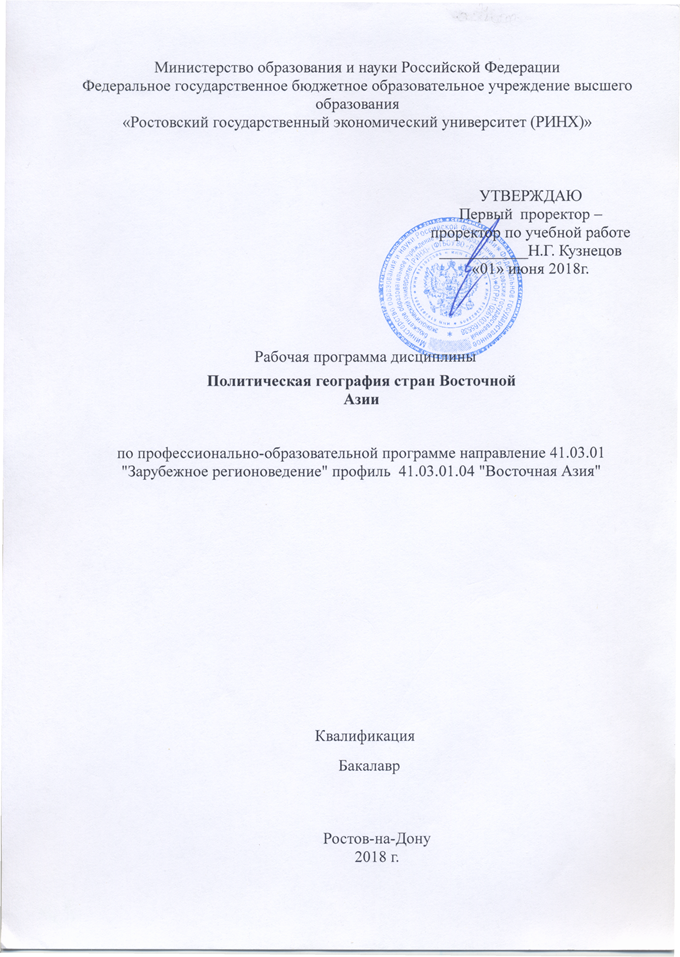 Министерство образования и науки Российской Федерации
Федеральное государственное бюджетное образовательное учреждение высшего
образования
«Ростовский государственный экономический университет (РИНХ)»
УТВЕРЖДАЮ
Первый проректор –
проректор по учебной работе
___________Н.Г. Кузнецов
«01» июня 2018г.
Рабочая программа дисциплины
Политическая география стран Восточной
Азии
по профессионально-образовательной программе направление 41.03.01
"Зарубежное регионоведение" профиль 41.03.01.04 "Восточная Азия"
Квалификация
Бакалавр
Ростов-на-Дону
2018 г.